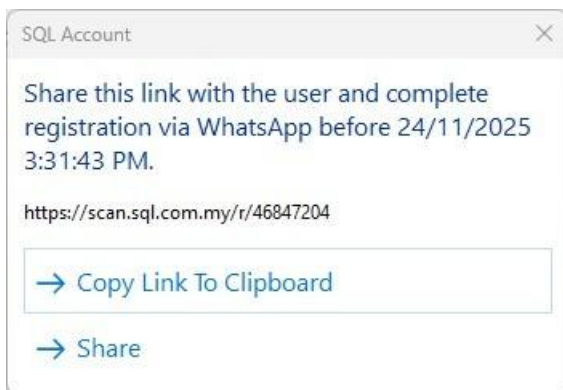 SQL Account
Share this link with the user and complete
registration via WhatsApp before 24/11/2025
3:31:43 PM.
https://scan.sql.com.my/r/46847204
→ Copy Link To Clipboard
→ Share